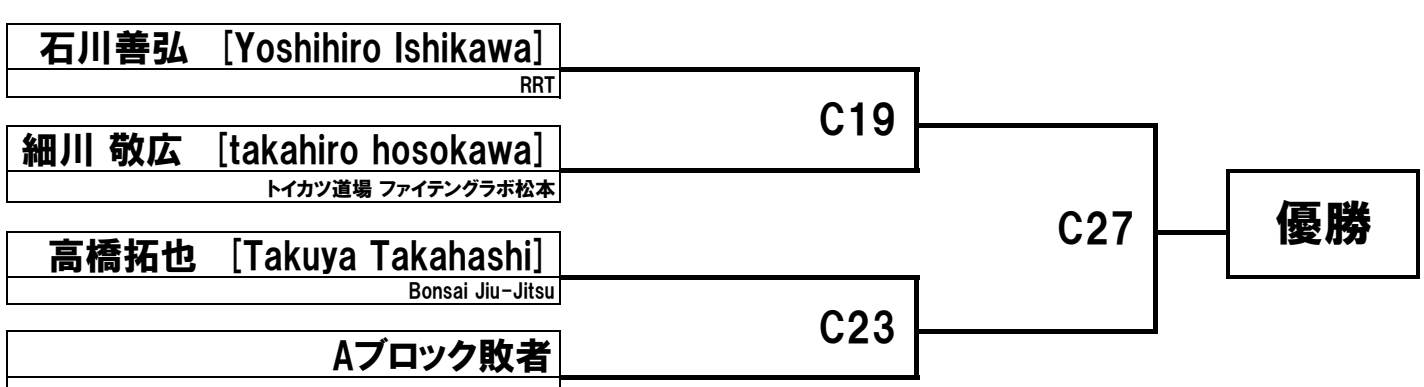 石川善弘 [Yoshihiro Ishikawa]
RRT
C19
細川 敬広 [takahiro hosokawa]
トイカツ道場 ファイテングラボ松本
C27
優勝
高橋拓也 [Takuya Takahashi]
Bonsai Jiu-Jitsu
C23
Aブロック敗者